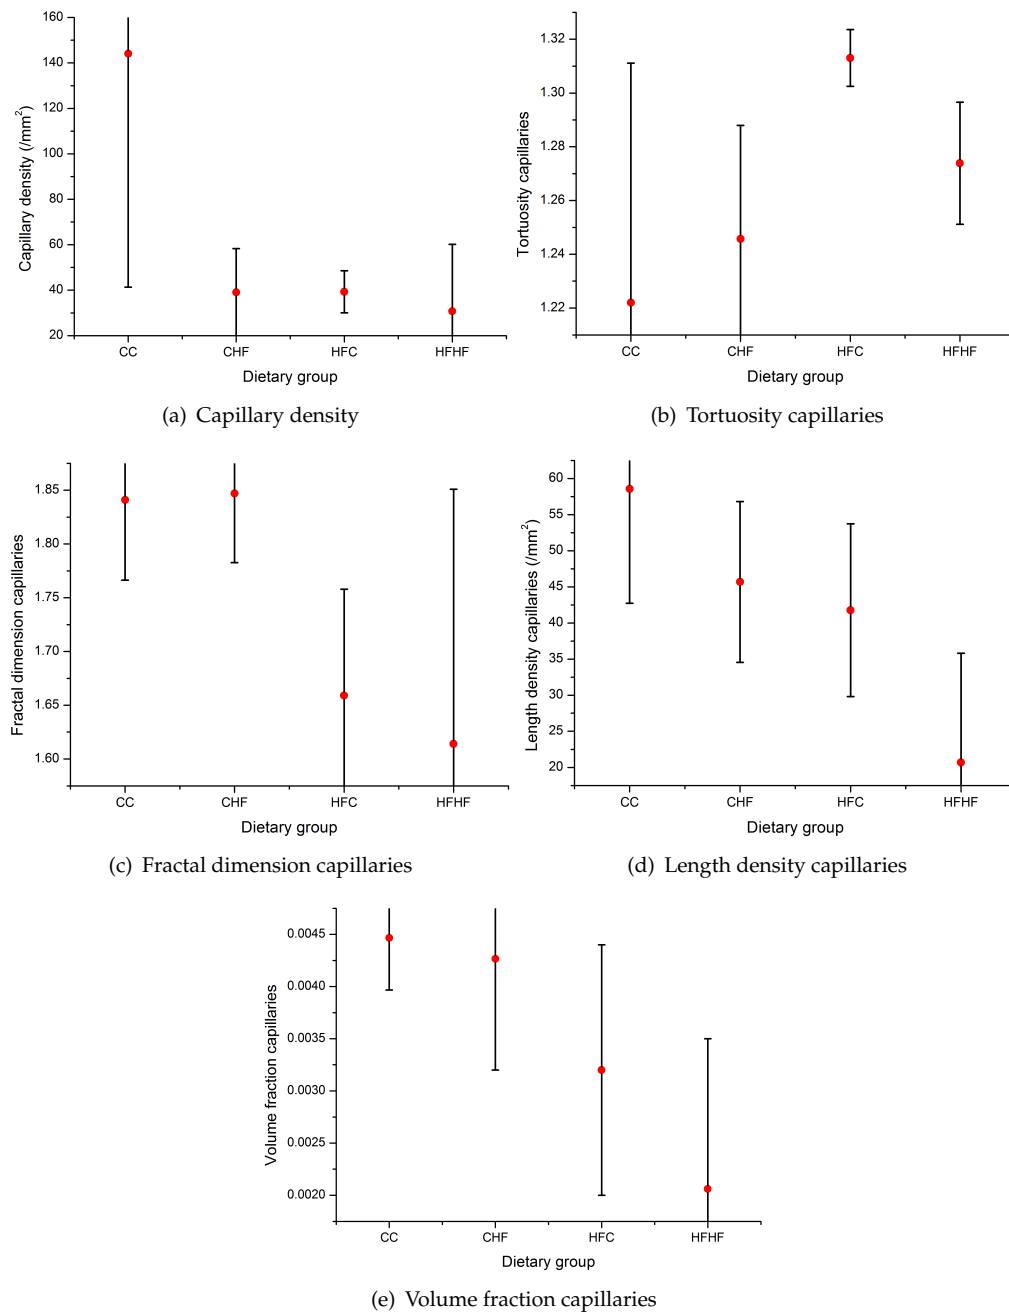 160
140
120
100
80
60
40
20
Capillary density (/mm²)
CC CHF HFC HFHF
Dietary group
(a) Capillary density
1.32
1.30
1.28
1.26
1.24
1.22
Tortuosity capillaries
CC CHF HFC HFHF
Dietary group
(b) Tortuosity capillaries
1.85
1.80
1.75
1.70
1.65
1.60
Fractal dimension capillaries
CC CHF HFC HFHF
Dietary group
(c) Fractal dimension capillaries
60
55
50
45
40
35
30
25
20
Length density capillaries (/mm²)
CC CHF HFC HFHF
Dietary group
(d) Length density capillaries
0.0045
0.0040
0.0035
0.0030
0.0025
0.0020
Volume fraction capillaries
CC CHF HFC HFHF
Dietary group
(e) Volume fraction capillaries